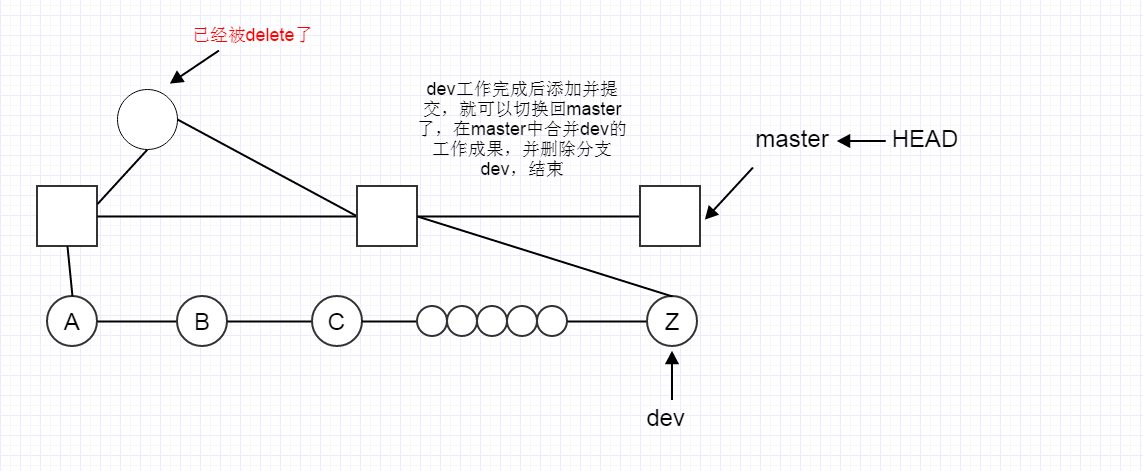 已经被delete了
dev工作完成后添加并提
交，就可以切换回master
了，在master中合并dev的
工作成果，并删除分支
dev，结束
master
HEAD
A
B
C
Z
dev